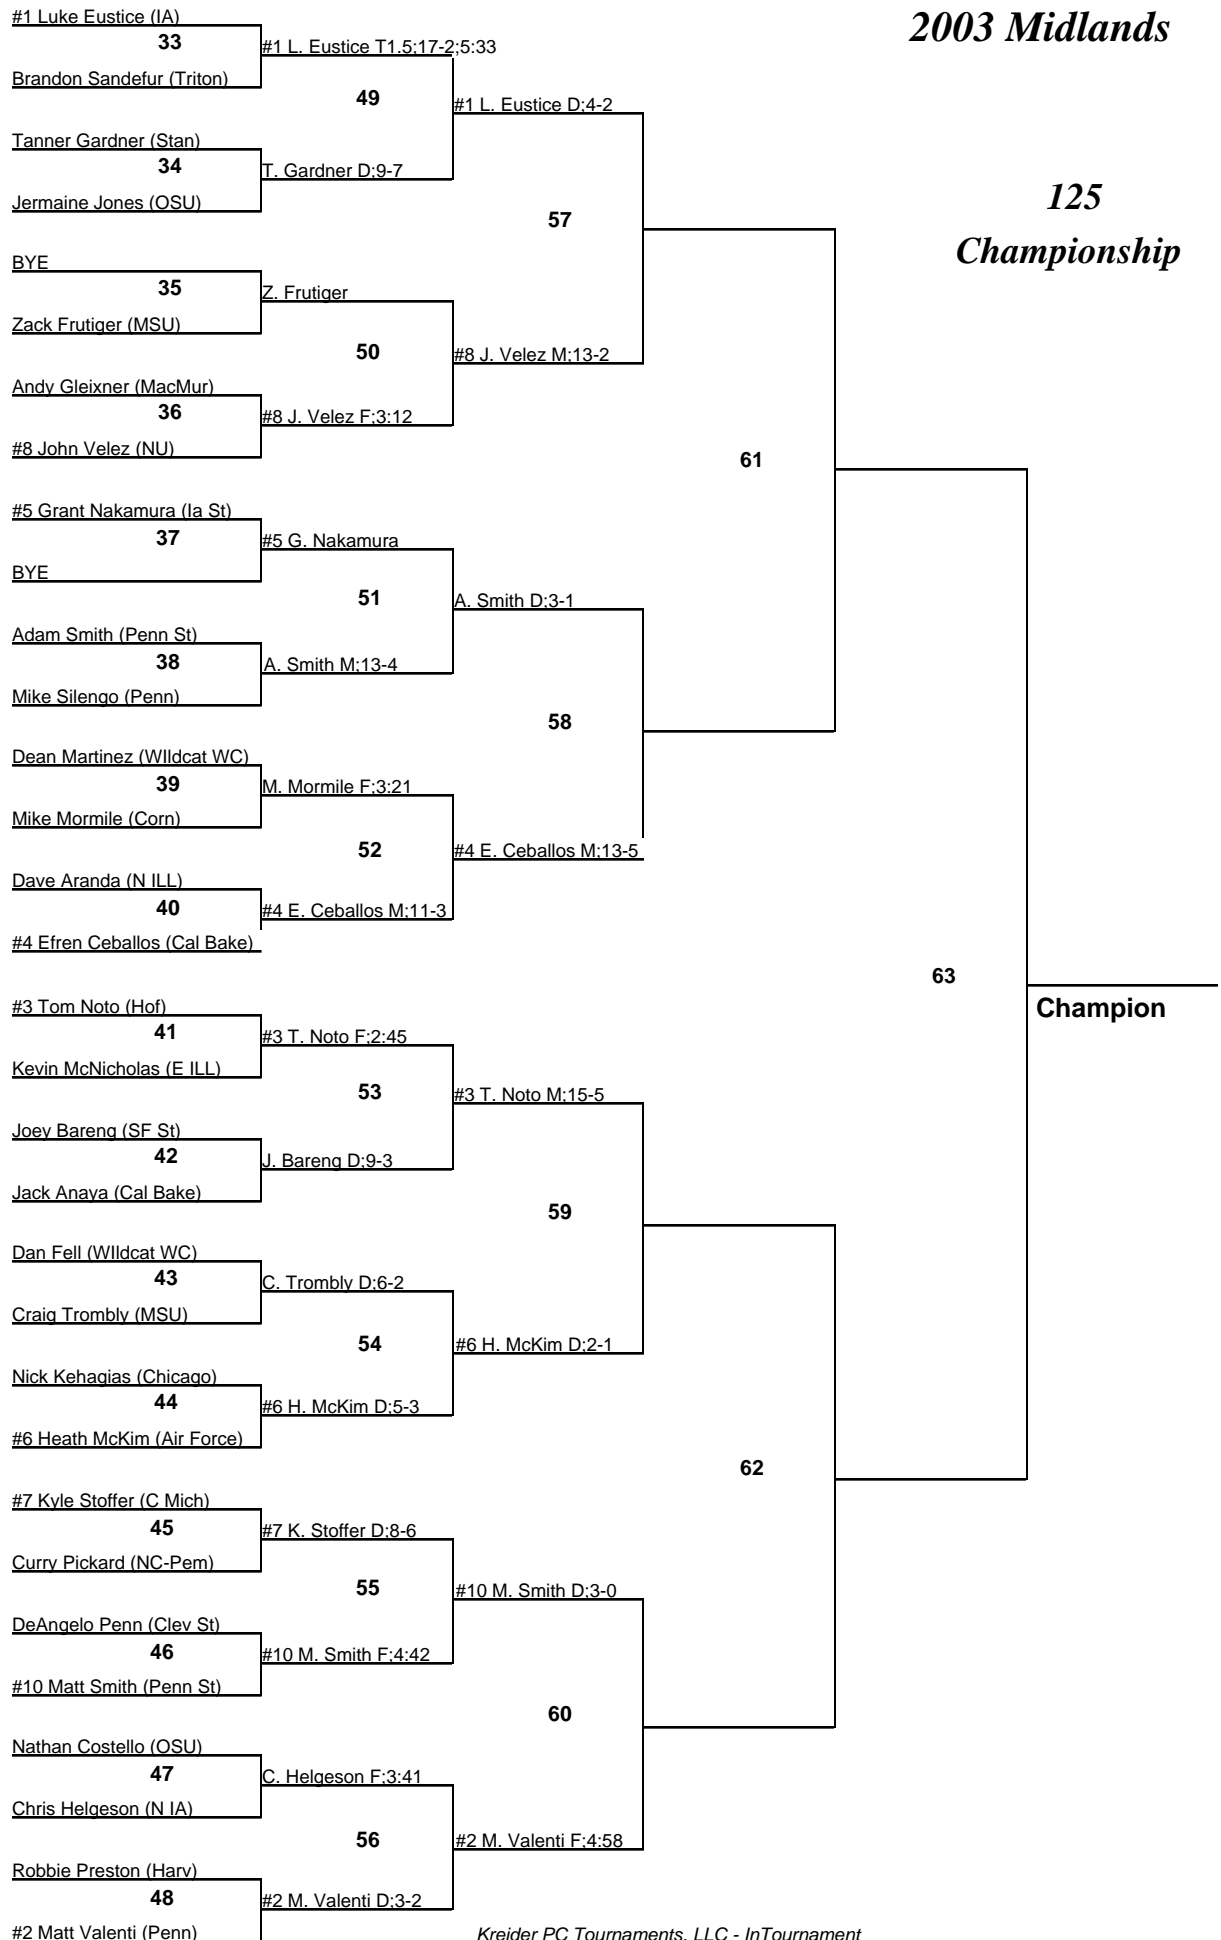 2003 Midlands
125
Championship
#1 Luke Eustice (IA)
33
#1 L. Eustice T1.5;17-2;5:33
Brandon Sandefur (Triton)
49
#1 L. Eustice D;4-2
Tanner Gardner (Stan)
34
T. Gardner D;9-7
Jermaine Jones (OSU)
57
BYE
35
Z. Frutiger
Zack Frutiger (MSU)
50
#8 J. Velez M;13-2
Andy Gleixner (MacMur)
36
#8 J. Velez F;3:12
#8 John Velez (NU)
61
#5 Grant Nakamura (Ia St)
37
#5 G. Nakamura
BYE
51
A. Smith D;3-1
Adam Smith (Penn St)
38
A. Smith M;13-4
Mike Silengo (Penn)
58
Dean Martinez (WIldcat WC)
39
M. Mormile F;3:21
Mike Mormile (Corn)
52
#4 E. Ceballos M;13-5
Dave Aranda (N ILL)
40
#4 E. Ceballos M;11-3
#4 Efren Ceballos (Cal Bake)
63
Champion
#3 Tom Noto (Hof)
41
#3 T. Noto F;2:45
Kevin McNicholas (E ILL)
53
#3 T. Noto M;15-5
Joey Bareng (SF St)
42
J. Bareng D;9-3
Jack Anaya (Cal Bake)
59
Dan Fell (WIldcat WC)
43
C. Trombly D;6-2
Craig Trombly (MSU)
54
#6 H. McKim D;2-1
Nick Kehagias (Chicago)
44
#6 H. McKim D;5-3
#6 Heath McKim (Air Force)
62
#7 Kyle Stoffer (C Mich)
45
#7 K. Stoffer D;8-6
Curry Pickard (NC-Pem)
55
#10 M. Smith D;3-0
DeAngelo Penn (Clev St)
46
#10 M. Smith F;4:42
#10 Matt Smith (Penn St)
60
Nathan Costello (OSU)
47
C. Helgeson F;3:41
Chris Helgeson (N IA)
56
#2 M. Valenti F;4:58
Robbie Preston (Harv)
48
#2 M. Valenti D;3-2
#2 Matt Valenti (Penn)
Kreider PC Tournaments, LLC - InTournament